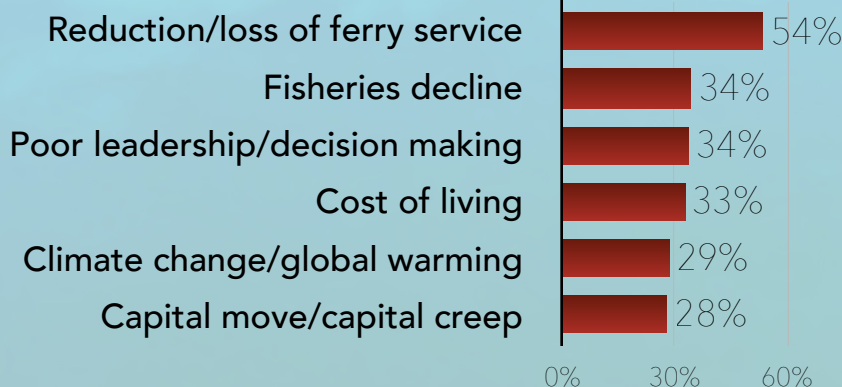 Reduction/loss of ferry service 54%
Fisheries decline 34%
Poor leadership/decision making 34%
Cost of living 33%
Climate change/global warming 29%
Capital move/capital creep 28%
0% 30% 60%